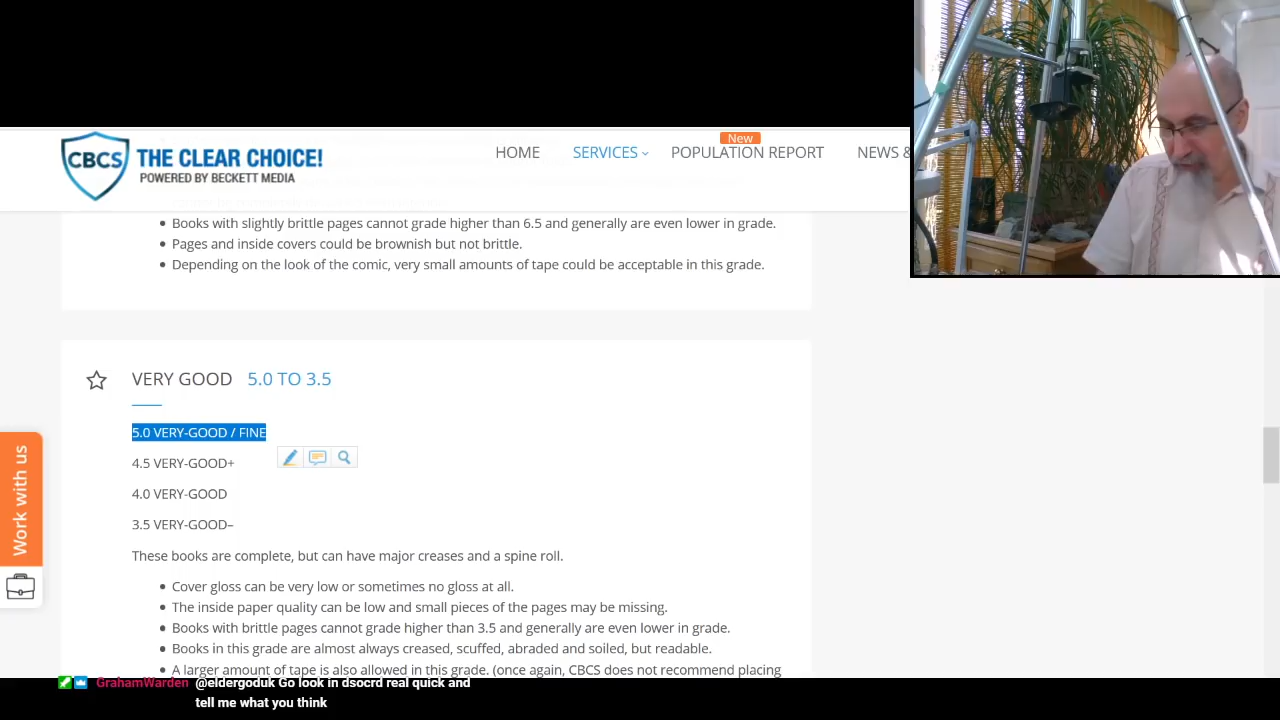 New
CBCS THE CLEAR CHOICE!
POWERED BY BECKETT MEDIA
HOME SERVICES POPULATION REPORT NEWS &
Books with slightly brittle pages cannot grade higher than 6.5 and generally are even lower in grade.
Pages and inside covers could be brownish but not brittle.
Depending on the look of the comic, very small amounts of tape could be acceptable in this grade.
VERY GOOD 5.0 TO 3.5
5.0 VERY-GOOD / FINE
4.5 VERY-GOOD+
4.0 VERY-GOOD
3.5 VERY-GOOD–
These books are complete, but can have major creases and a spine roll.
Cover gloss can be very low or sometimes no gloss at all.
The inside paper quality can be low and small pieces of the pages may be missing.
Books with brittle pages cannot grade higher than 3.5 and generally are even lower in grade.
Books in this grade are almost always creased, scuffed, abraded and soiled, but readable.
A larger amount of tape is also allowed in this grade. (once again, CBCS does not recommend placing
Work with us
GrahamWarden @eldergoduk Go look in dsocrd real quick and
tell me what you think